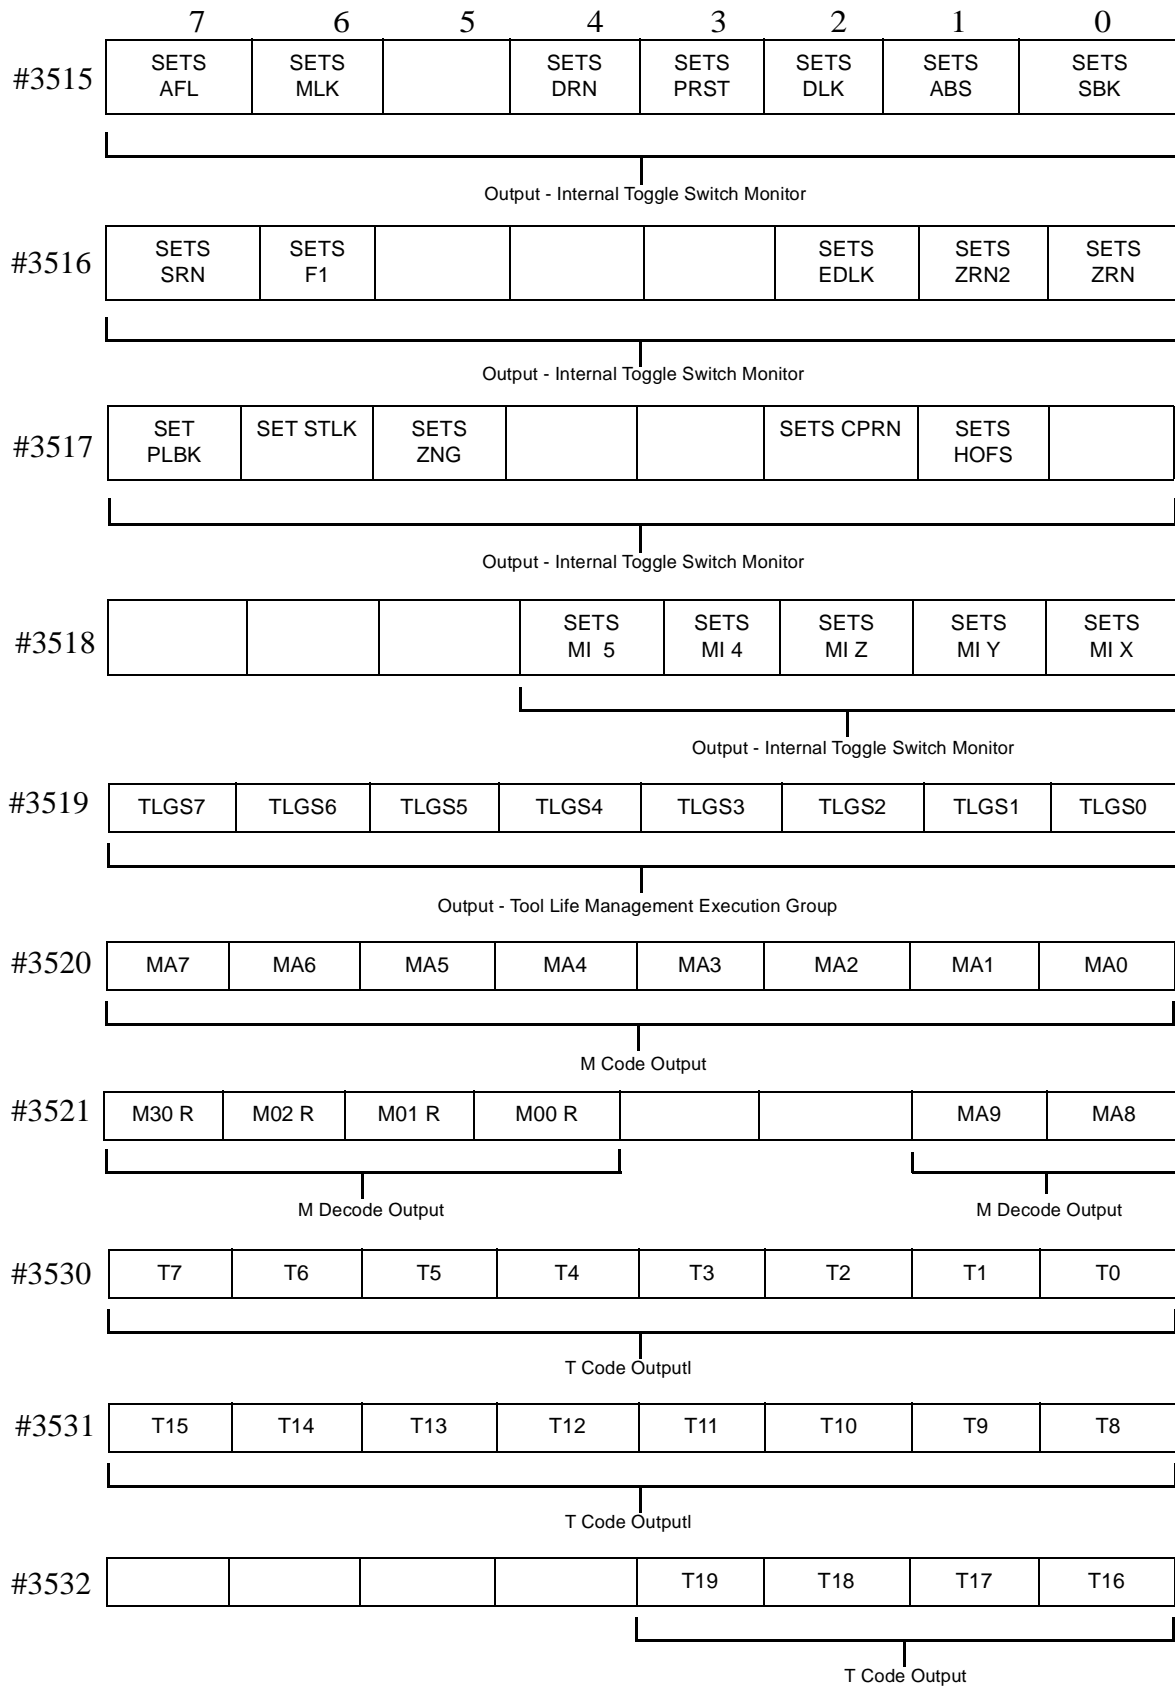 7 6 5 4 3 2 1 0
#3515 SETS AFL SETS MLK SETS DRN SETS PRST SETS DLK SETS ABS SETS SBK
Output - Internal Toggle Switch Monitor
#3516 SETS SRN SETS F1 SETS EDLK SETS ZRN2 SETS ZRN
Output - Internal Toggle Switch Monitor
#3517 SET PLBK SET STLK SETS ZNG SETS CPRN SETS HOFS
Output - Internal Toggle Switch Monitor
#3518 SETS MI 5 SETS MI 4 SETS MI Z SETS MI Y SETS MI X
Output - Internal Toggle Switch Monitor
#3519 TLGS7 TLGS6 TLGS5 TLGS4 TLGS3 TLGS2 TLGS1 TLGS0
Output - Tool Life Management Execution Group
#3520 MA7 MA6 MA5 MA4 MA3 MA2 MA1 MA0
M Code Output
#3521 M30 R M02 R M01 R M00 R MA9 MA8
M Decode Output M Decode Output
#3530 T7 T6 T5 T4 T3 T2 T1 T0
T Code Outputl
#3531 T15 T14 T13 T12 T11 T10 T9 T8
T Code Outputl
#3532 T19 T18 T17 T16
T Code Output